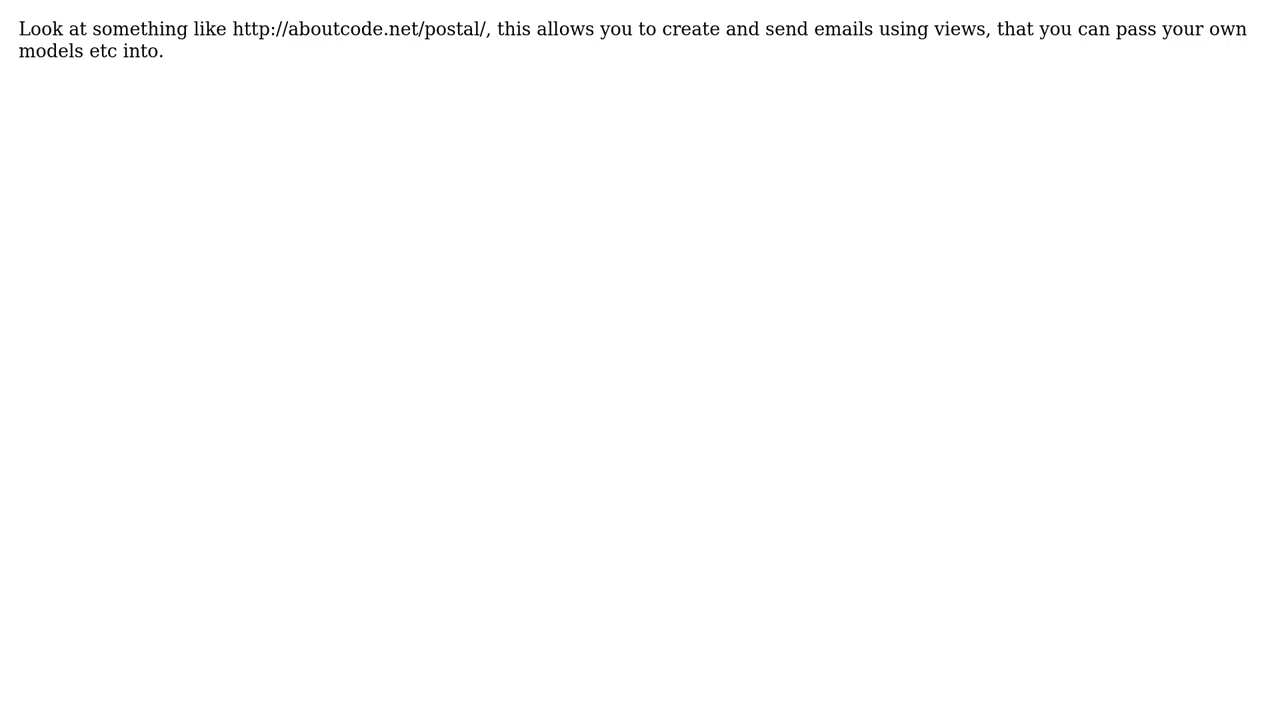 Look at something like http://aboutcode.net/postal/, this allows you to create and send emails using views, that you can pass your own
models etc into.